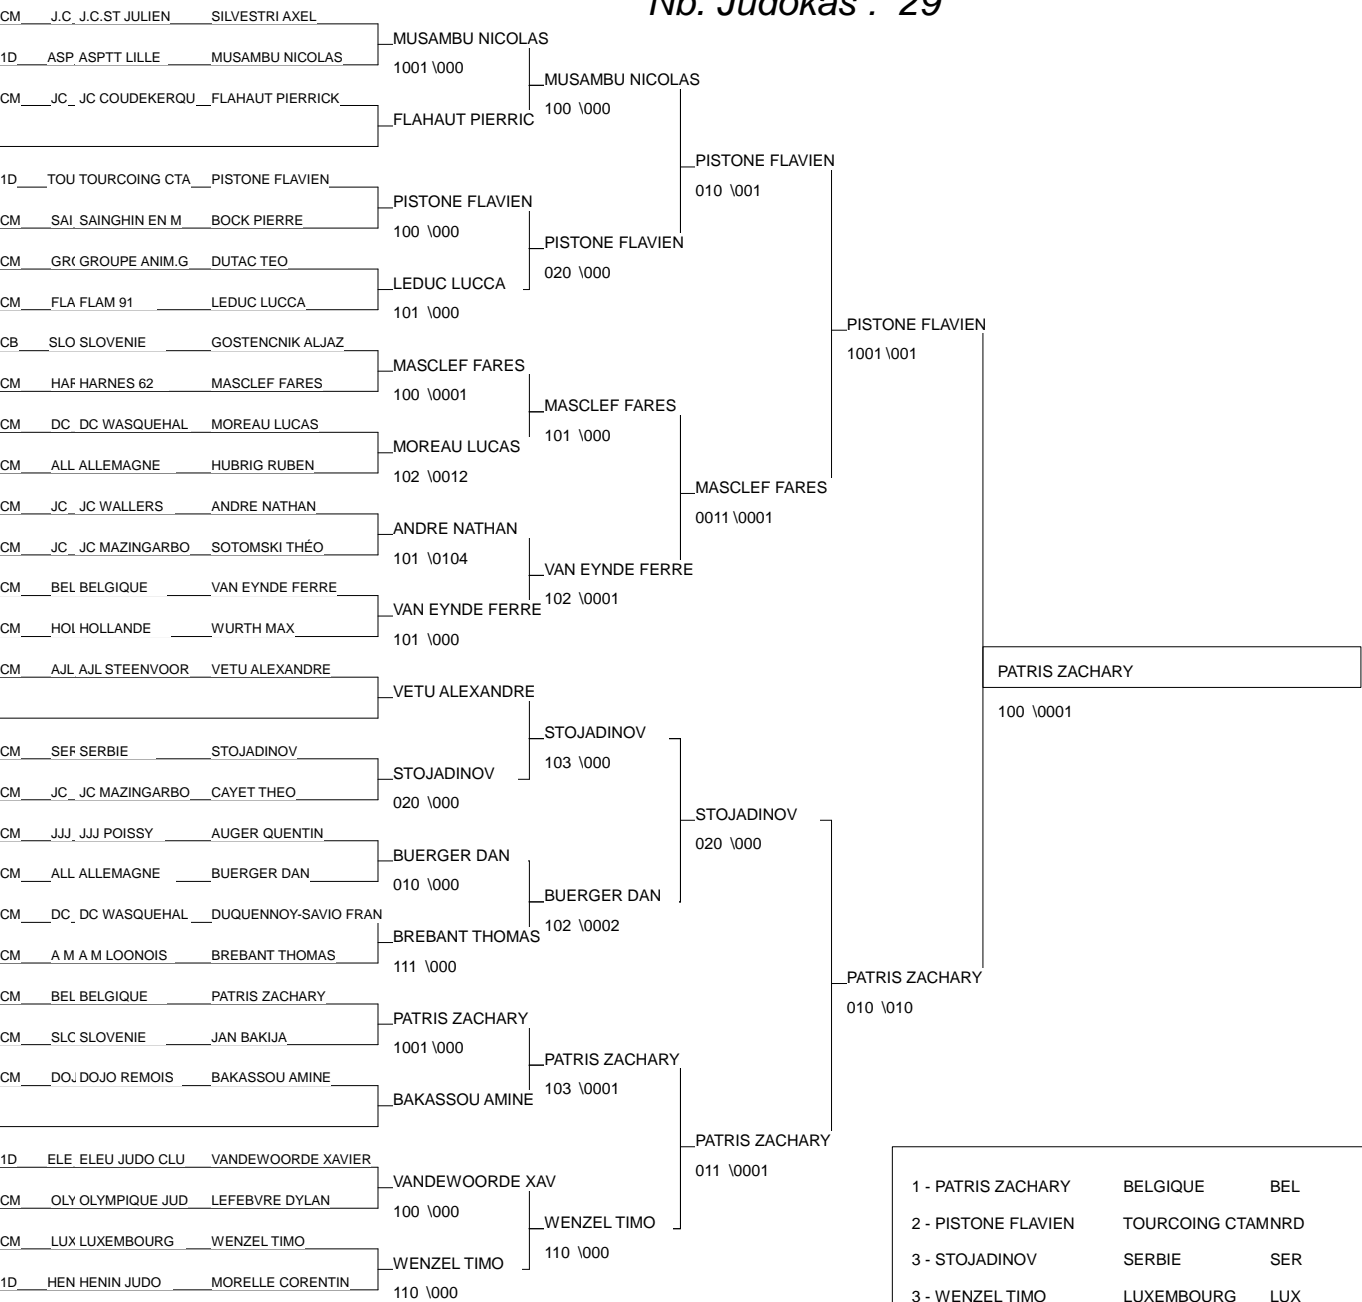 Nb. Judokas : 29
CM J.C J.C.ST JULIEN SILVESTRI AXEL
MUSAMBU NICOLAS
1D ASP ASPTT LILLE MUSAMBU NICOLAS
1001 \000
MUSAMBU NICOLAS
CM JC_ JC COUDEKERQU FLAHAUT PIERRICK
100 \000
FLAHAUT PIERRIC
PISTONE FLAVIEN
1D TOU TOURCOING CTA PISTONE FLAVIEN
010 \001
PISTONE FLAVIEN
CM SAI SAINGHIN EN M BOCK PIERRE
100 \000
PISTONE FLAVIEN
CM GR( GROUPE ANIM.G DUTAC TEO
020 \000
LEDUC LUCCA
CM FLA FLAM 91 LEDUC LUCCA
101 \000
PISTONE FLAVIEN
CB SLO SLOVENIE GOSTENCNIK ALJAZ
1001 \001
MASCLEF FARES
CM HAF HARNES 62 MASCLEF FARES
100 \0001
MASCLEF FARES
CM DC_ DC WASQUEHAL MOREAU LUCAS
101 \000
MOREAU LUCAS
CM ALL ALLEMAGNE HUBRIG RUBEN
102 \0012
MASCLEF FARES
CM JC_ JC WALLERS ANDRE NATHAN
0011 \0001
ANDRE NATHAN
CM JC_ JC MAZINGARBO SOTOMSKI THÉO
101 \0104
VAN EYNDE FERRE
CM BEL BELGIQUE VAN EYNDE FERRE
102 \0001
VAN EYNDE FERRE
CM HOI HOLLANDE WURTH MAX
101 \000
CM AJL AJL STEENVOOR VETU ALEXANDRE
PATRIS ZACHARY
VETU ALEXANDRE
100 \0001
STOJADINOV
CM SEF SERBIE STOJADINOV
103 \000
STOJADINOV
CM JC_ JC MAZINGARBO CAYET THEO
020 \000
STOJADINOV
CM JJJ JJJ POISSY AUGER QUENTIN
020 \000
BUERGER DAN
CM ALL ALLEMAGNE BUERGER DAN
010 \000
BUERGER DAN
CM DC_ DC WASQUEHAL DUQUENNOY-SAVIO FRAN
102 \0002
BREBANT THOMAS
CM A M A M LOONOIS BREBANT THOMAS
111 \000
PATRIS ZACHARY
CM BEL BELGIQUE PATRIS ZACHARY
010 \010
PATRIS ZACHARY
CM SLC SLOVENIE JAN BAKIJA
1001 \000
PATRIS ZACHARY
CM DOJ DOJO REMOIS BAKASSOU AMINE
103 \0001
BAKASSOU AMINE
PATRIS ZACHARY
1D ELE ELEU JUDO CLU VANDEWOORDE XAVIER
011 \0001
VANDEWOORDE XAV
1 - PATRIS ZACHARY BELGIQUE BEL
CM OLY OLYMPIQUE JUD LEFEBVRE DYLAN
100 \000
WENZEL TIMO
2 - PISTONE FLAVIEN TOURCOING CTAMNRD
CM LUX LUXEMBOURG WENZEL TIMO
110 \000
3 - STOJADINOV SERBIE SER
WENZEL TIMO
1D HEN HENIN JUDO MORELLE CORENTIN
110 \000
3 - WENZEL TIMO LUXEMBOURG LUX